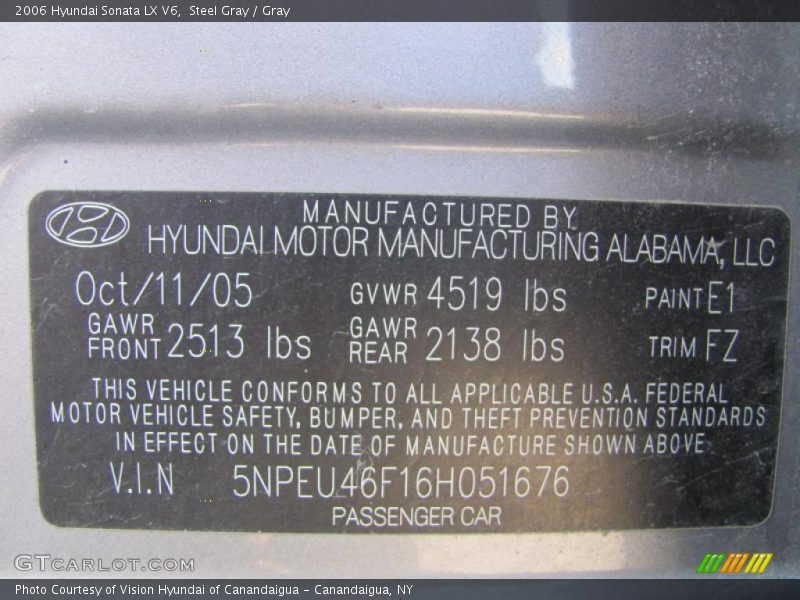 2006 Hyundai Sonata LX V6,  Steel Gray / Gray
MANUFACTURED BY
HYUNDAI MOTOR MANUFACTURING ALABAMA, LLC
Oct/11/05 GVWR 4519 lbs PAINT E1
GAWR FRONT 2513 lbs GAWR REAR 2138 lbs TRIM FZ
THIS VEHICLE CONFORMS TO ALL APPLICABLE U.S.A. FEDERAL
MOTOR VEHICLE SAFETY, BUMPER, AND THEFT PREVENTION STANDARDS
IN EFFECT ON THE DATE OF MANUFACTURE SHOWN ABOVE
V.I.N 5NPEU46F16H051676
PASSENGER CAR
GTCARLOT.COM
Photo Courtesy of Vision Hyundai of Canandaigua - Canandaigua, NY